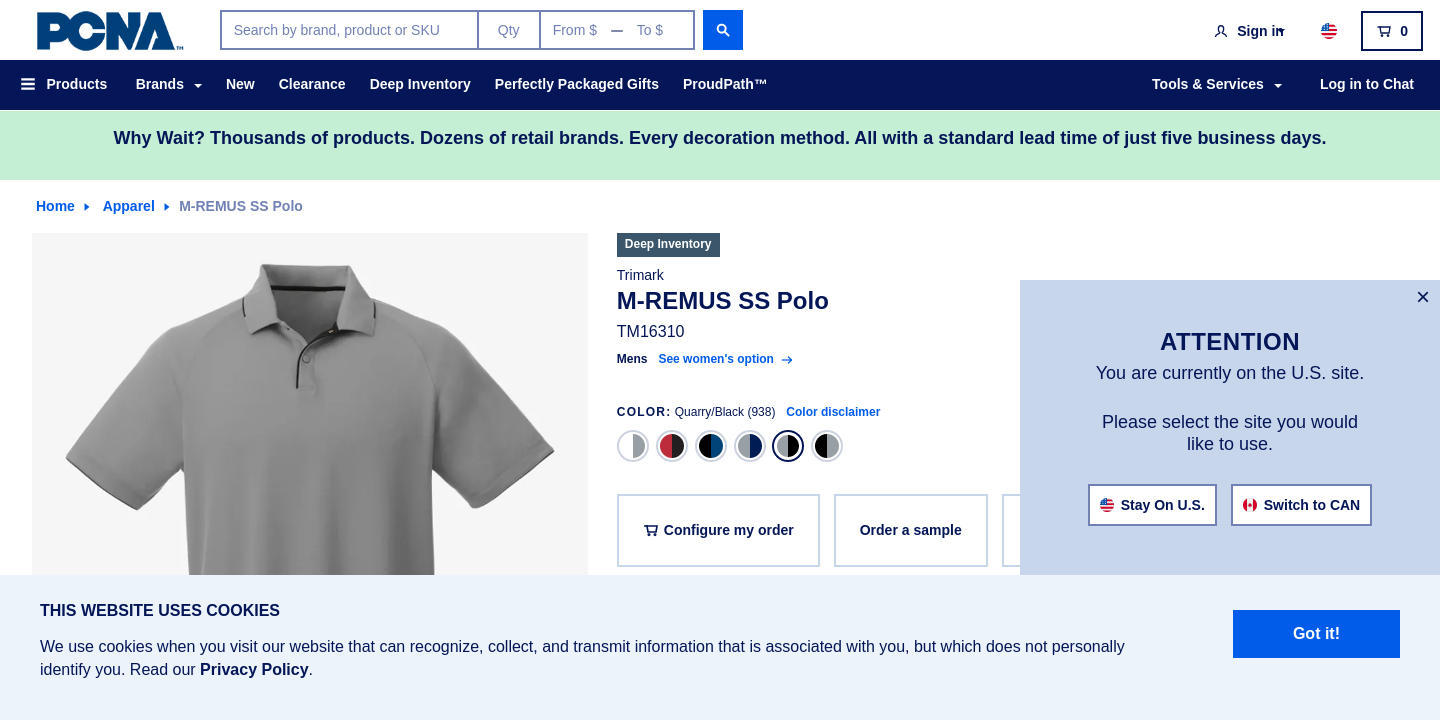 PCNA™
Search by brand, product or SKU
Qty
From $ — To $
Sign in
0
Products
Brands
New
Clearance
Deep Inventory
Perfectly Packaged Gifts
ProudPath™
Tools & Services
Log in to Chat
Why Wait? Thousands of products. Dozens of retail brands. Every decoration method. All with a standard lead time of just five business days.
Home
Apparel
M-REMUS SS Polo
Deep Inventory
Trimark
M-REMUS SS Polo
TM16310
Mens See women's option
COLOR: Quarry/Black (938) Color disclaimer
Configure my order
Order a sample
ATTENTION
You are currently on the U.S. site.
Please select the site you would
like to use.
Stay On U.S.
Switch to CAN
THIS WEBSITE USES COOKIES
We use cookies when you visit our website that can recognize, collect, and transmit information that is associated with you, but which does not personally
identify you. Read our Privacy Policy.
Got it!